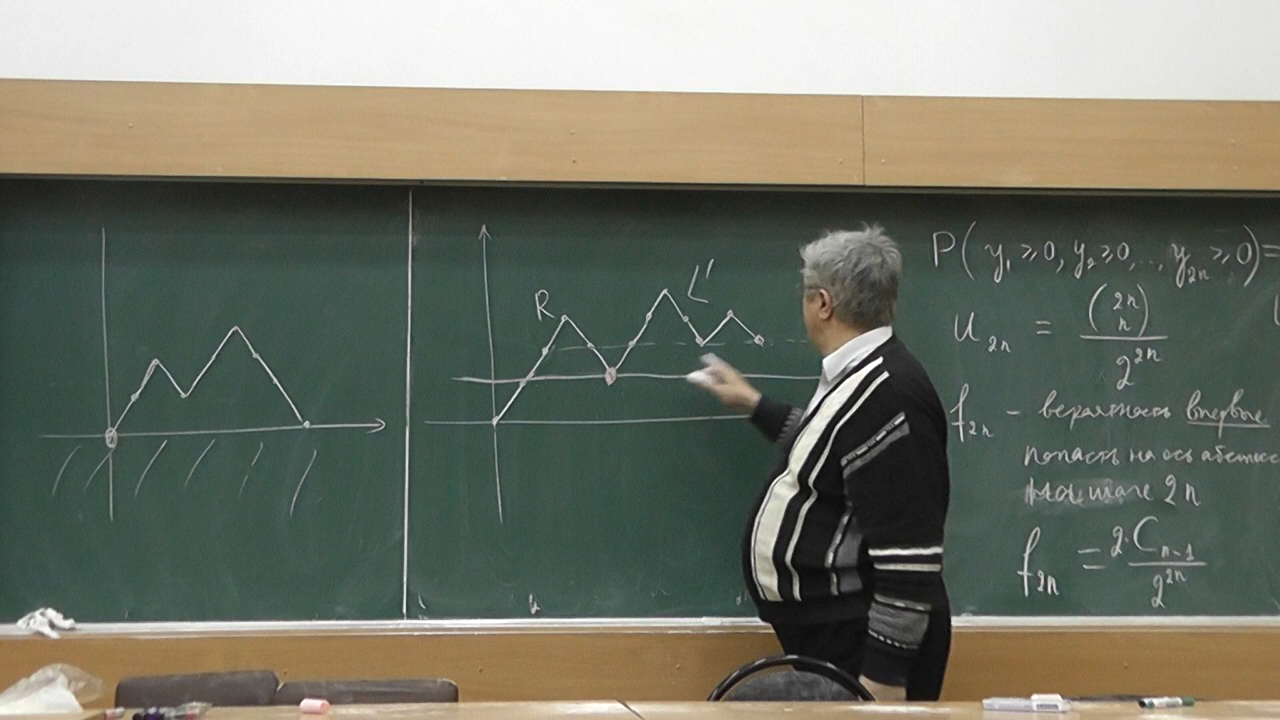 R
L'
P(y₁ ⩾ 0, y₂ ⩾ 0, .., y₂ₙ ⩾ 0) =
u₂ₙ = (2n n) / 2²ⁿ
f₂ₙ – вероятность впервые
попасть на ось абсцисс
на шаге 2n
f₂ₙ = 2·Cₙ₋₁ / 2²ⁿ